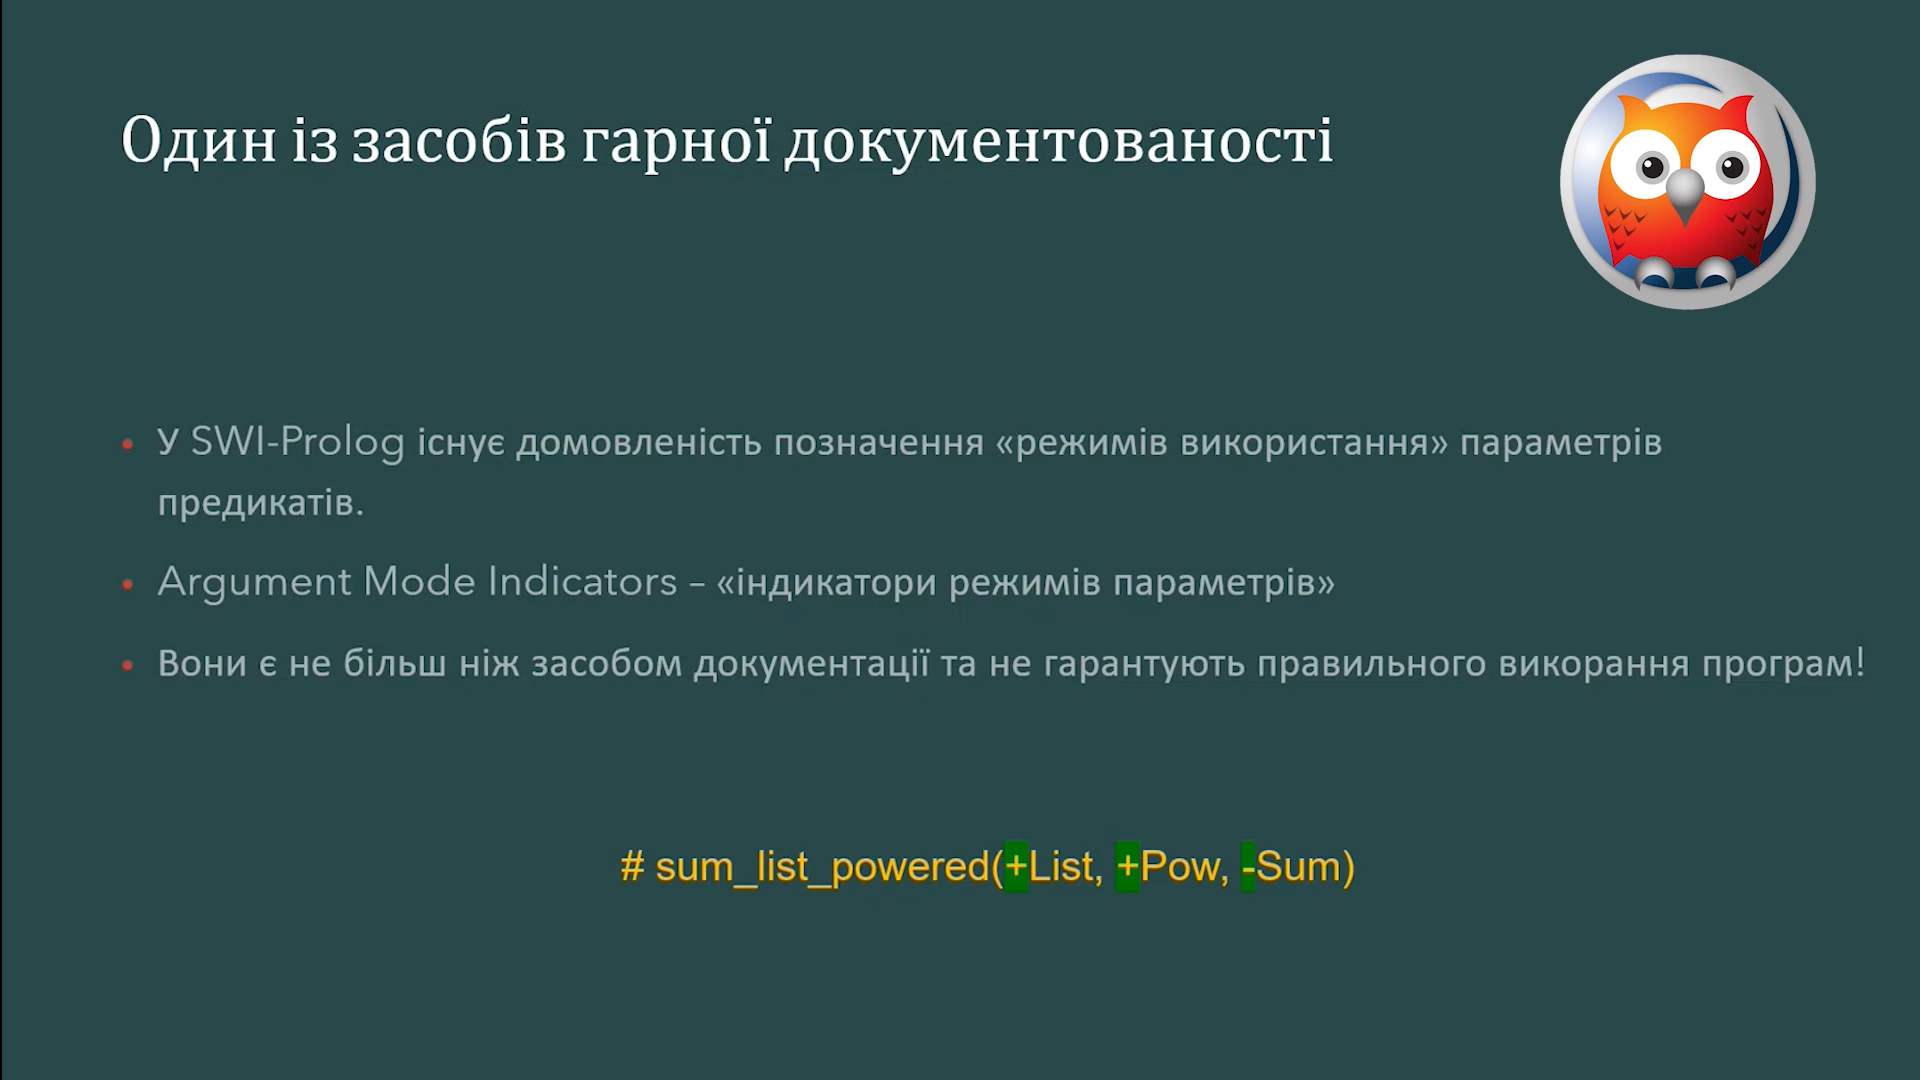 Один із засобів гарної документованості
• У SWI-Prolog існує домовленість позначення «режимів використання» параметрів
предикатів.
• Argument Mode Indicators – «індикатори режимів параметрів»
• Вони є не більш ніж засобом документації та не гарантують правильного викорання програм!
# sum_list_powered(+List, +Pow, -Sum)